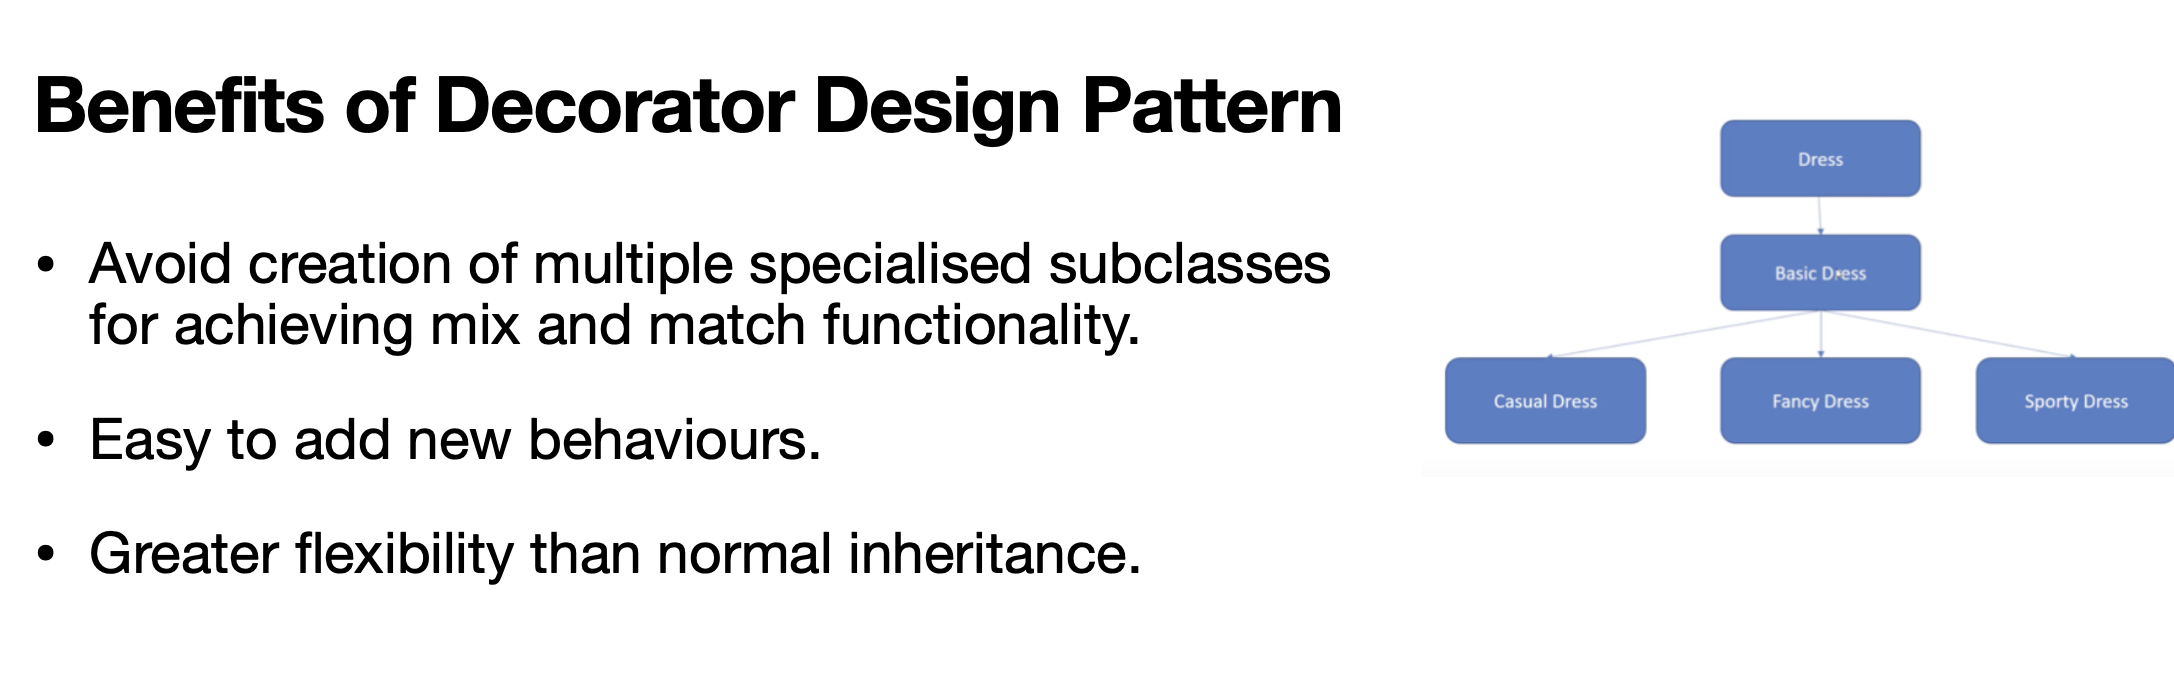 Benefits of Decorator Design Pattern
• Avoid creation of multiple specialised subclasses
for achieving mix and match functionality.
• Easy to add new behaviours.
• Greater flexibility than normal inheritance.
Dress
Basic Dress
Casual Dress
Fancy Dress
Sporty Dress